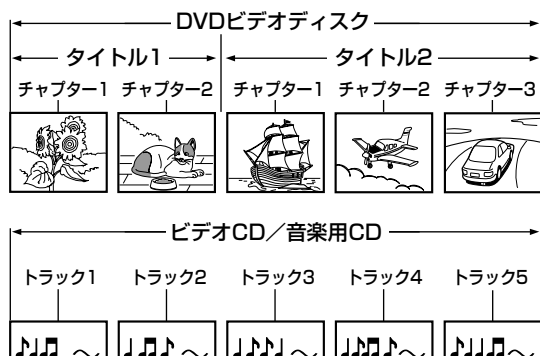 DVDビデオディスク
タイトル1 タイトル2
チャプター1 チャプター2 チャプター1 チャプター2 チャプター3
ビデオCD／音楽用CD
トラック1 トラック2 トラック3 トラック4 トラック5